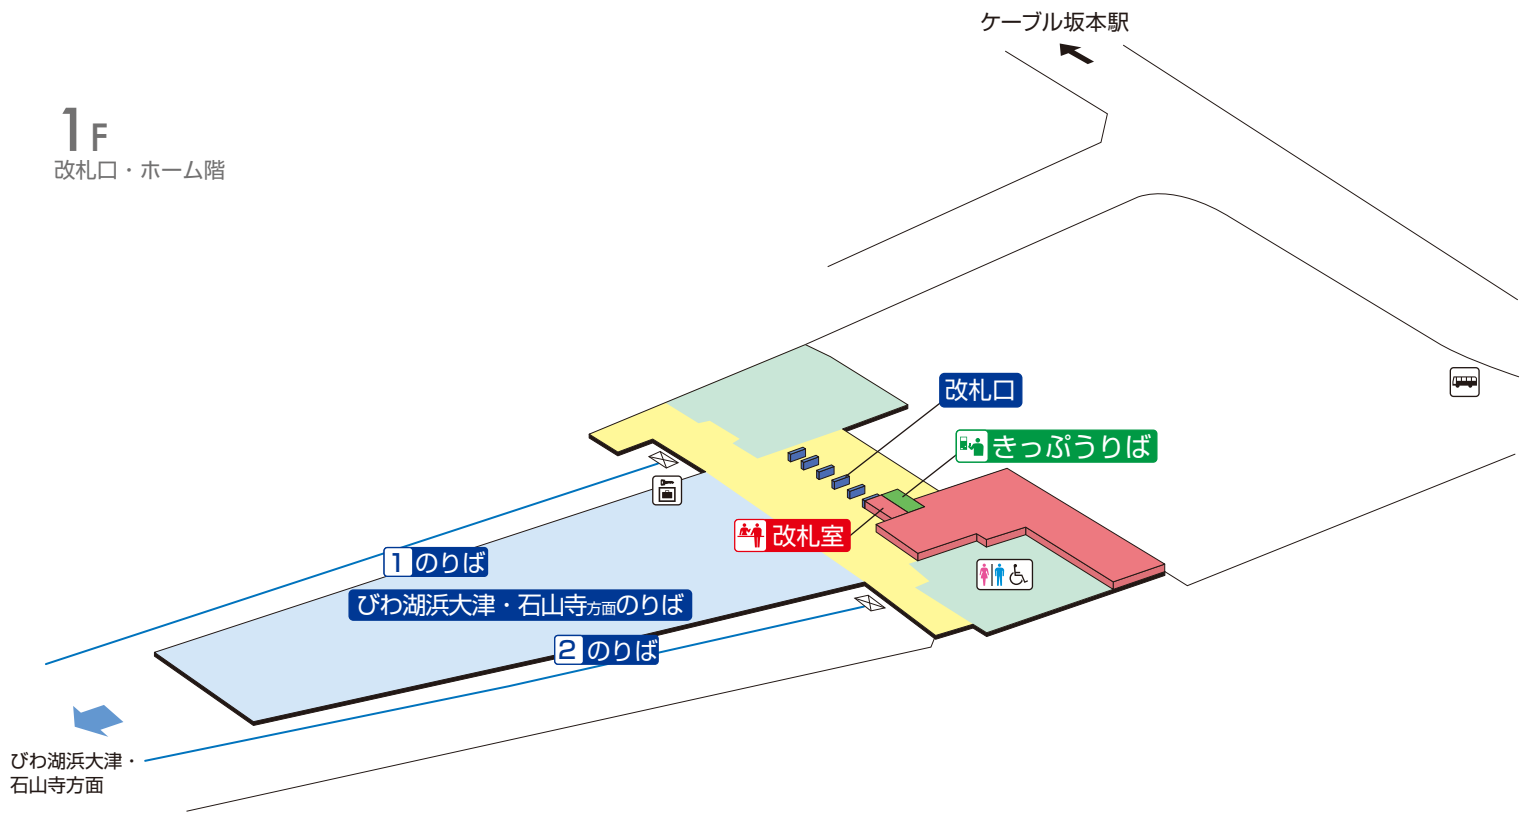 ケーブル坂本駅
1F
改札口・ホーム階
改札口
きっぷうりば
改札室
1 のりば
びわ湖浜大津・石山寺方面のりば
2 のりば
びわ湖浜大津・
石山寺方面